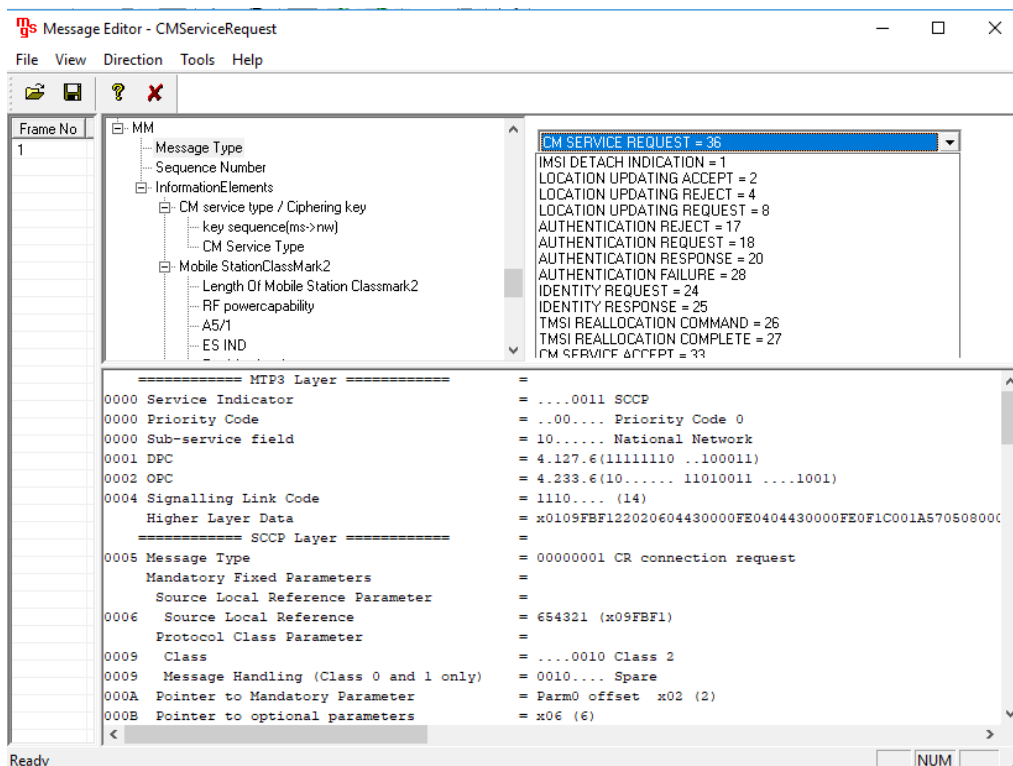 mgs Message Editor - CMServiceRequest
File View Direction Tools Help
Frame No
1
MM
Message Type
Sequence Number
InformationElements
CM service type / Ciphering key
key sequence(ms->nw)
CM Service Type
Mobile StationClassMark2
Length Of Mobile Station Classmark2
RF powercapability
A5/1
ES IND
CM SERVICE REQUEST = 36
IMSI DETACH INDICATION = 1
LOCATION UPDATING ACCEPT = 2
LOCATION UPDATING REJECT = 4
LOCATION UPDATING REQUEST = 8
AUTHENTICATION REJECT = 17
AUTHENTICATION REQUEST = 18
AUTHENTICATION RESPONSE = 20
AUTHENTICATION FAILURE = 28
IDENTITY REQUEST = 24
IDENTITY RESPONSE = 25
TMSI REALLOCATION COMMAND = 26
TMSI REALLOCATION COMPLETE = 27
CM SERVICE ACCEPT = 33
============ MTP3 Layer ============ =
0000 Service Indicator = ....0011 SCCP
0000 Priority Code = ..00.... Priority Code 0
0000 Sub-service field = 10...... National Network
0001 DPC = 4.127.6(11111110 ..100011)
0002 OPC = 4.233.6(10...... 11010011 ....1001)
0004 Signalling Link Code = 1110.... (14)
Higher Layer Data = x0109FBF122020604430000FE0404430000FE0F1C001A57050800
============ SCCP Layer ============ =
0005 Message Type = 00000001 CR connection request
Mandatory Fixed Parameters =
Source Local Reference Parameter =
0006 Source Local Reference = 654321 (x09FBF1)
Protocol Class Parameter =
0009 Class = ....0010 Class 2
0009 Message Handling (Class 0 and 1 only) = 0010.... Spare
000A Pointer to Mandatory Parameter = Parm0 offset x02 (2)
000B Pointer to optional parameters = x06 (6)
Ready
NUM